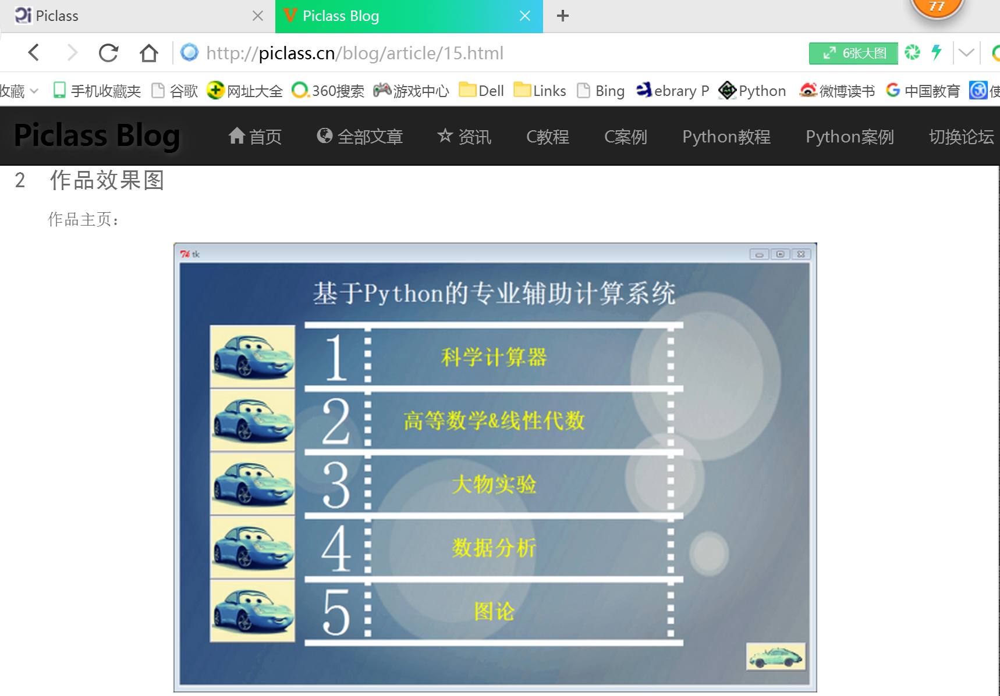 Piclass
Piclass Blog
77
http://piclass.cn/blog/article/15.html
6张大图
收藏 手机收藏夹 谷歌 网址大全 360搜索 游戏中心 Dell Links Bing ebrary P Python 微博读书 中国教育 使
Piclass Blog 首页 全部文章 资讯 C教程 C案例 Python教程 Python案例 切换论坛
2 作品效果图
作品主页：
tk
基于Python的专业辅助计算系统
1 科学计算器
2 高等数学&线性代数
3 大物实验
4 数据分析
5 图论